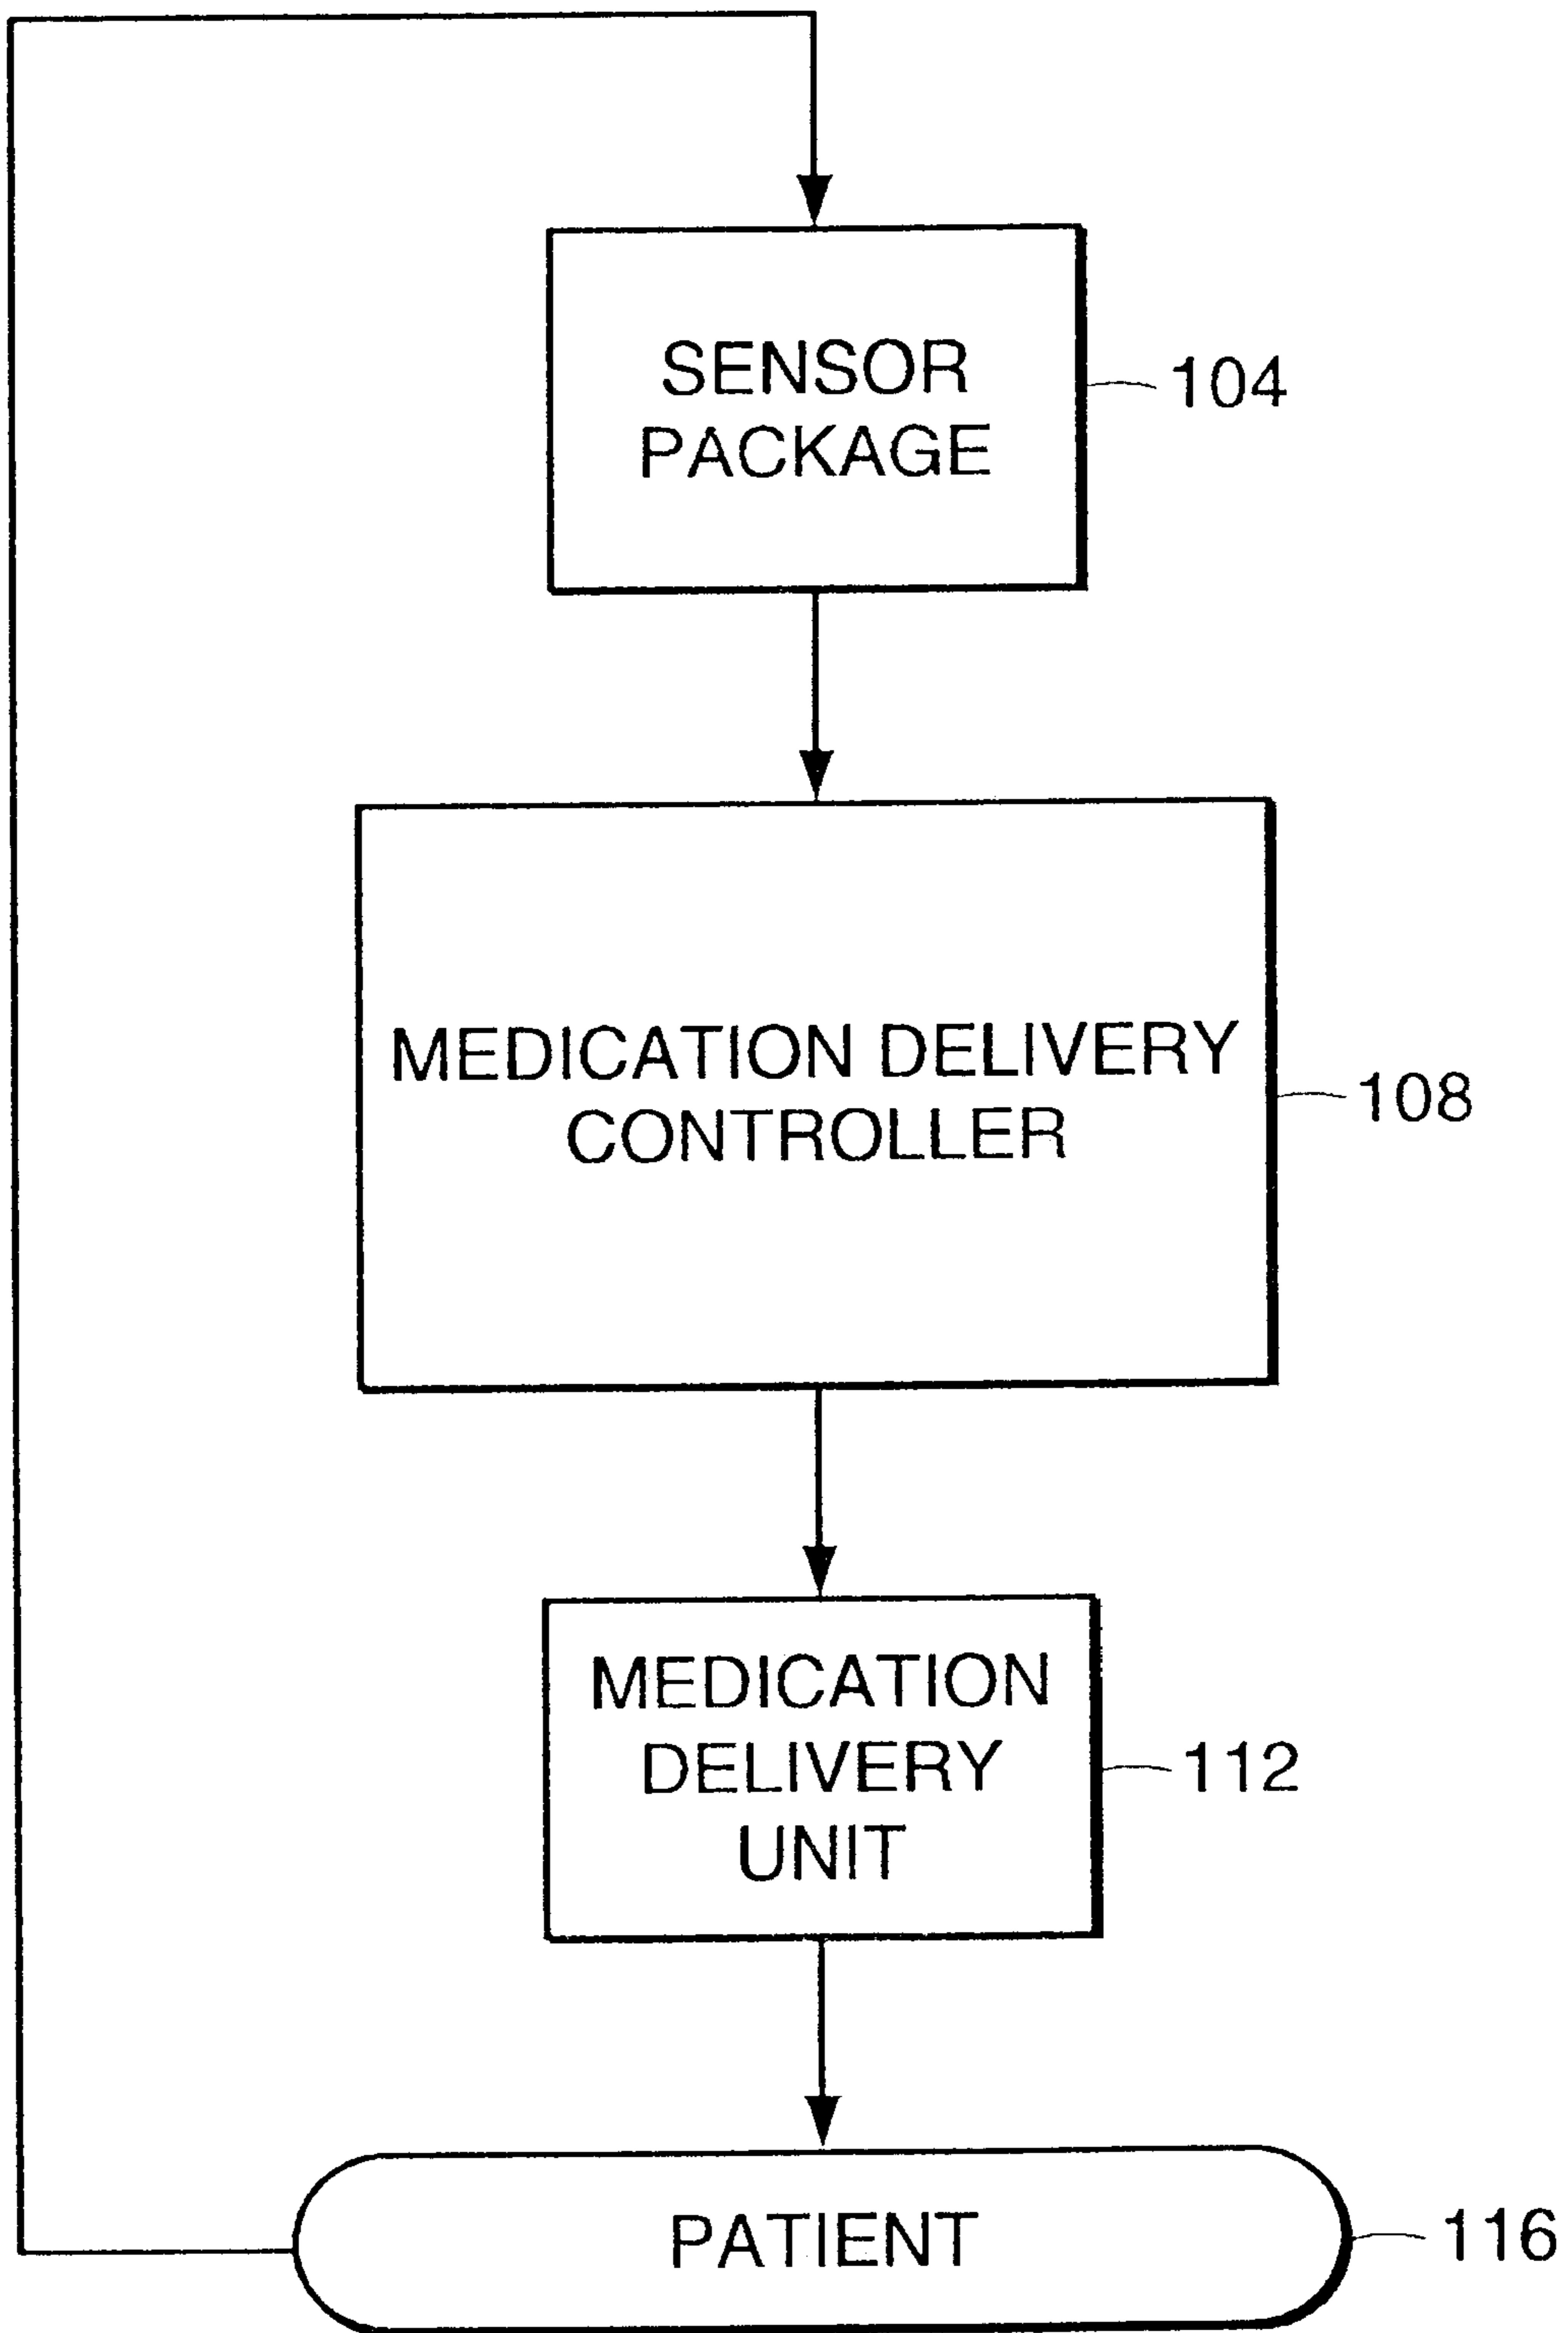 SENSOR
PACKAGE
104
MEDICATION DELIVERY
CONTROLLER
108
MEDICATION
DELIVERY
UNIT
112
PATIENT
116